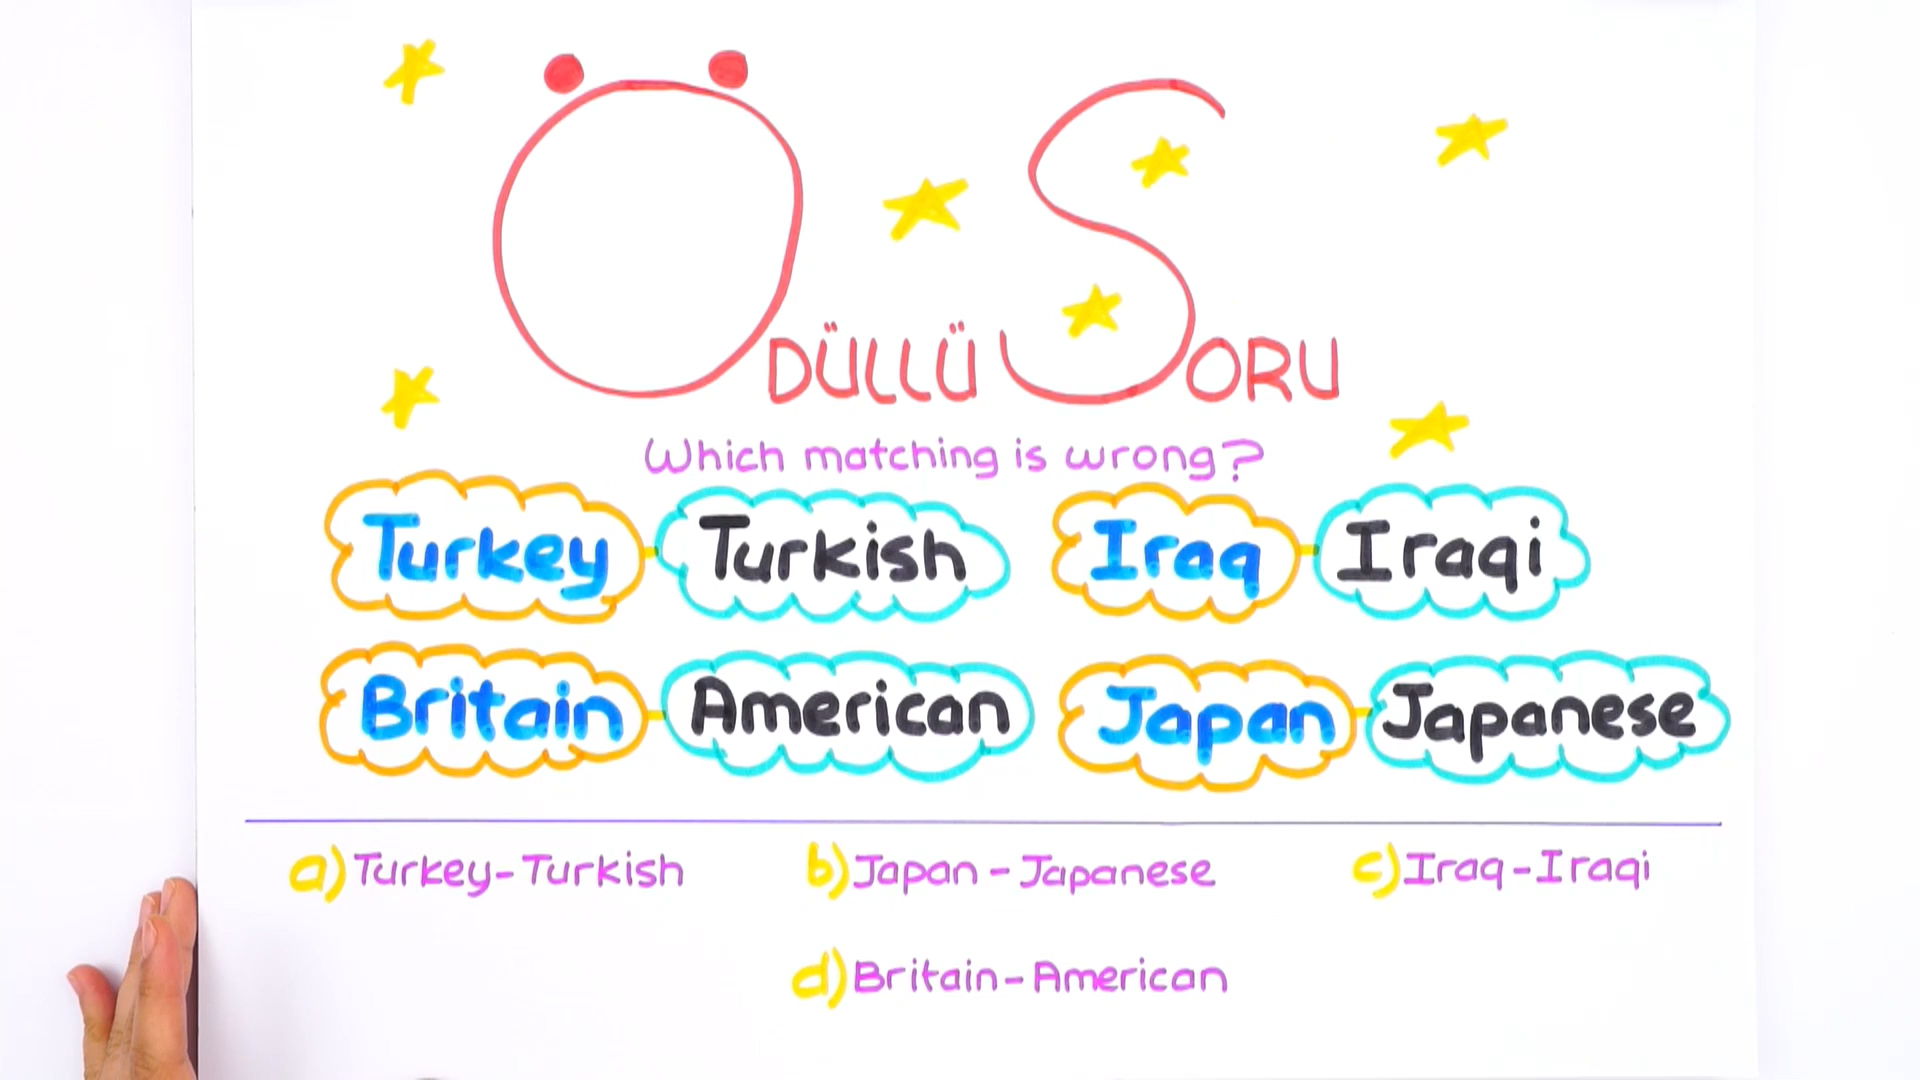 ÖDÜLLÜ SORU
Which matching is wrong?
Turkey Turkish Iraq Iraqi
Britain American Japan Japanese
a) Turkey-Turkish b) Japan-Japanese c) Iraq-Iraqi
d) Britain-American